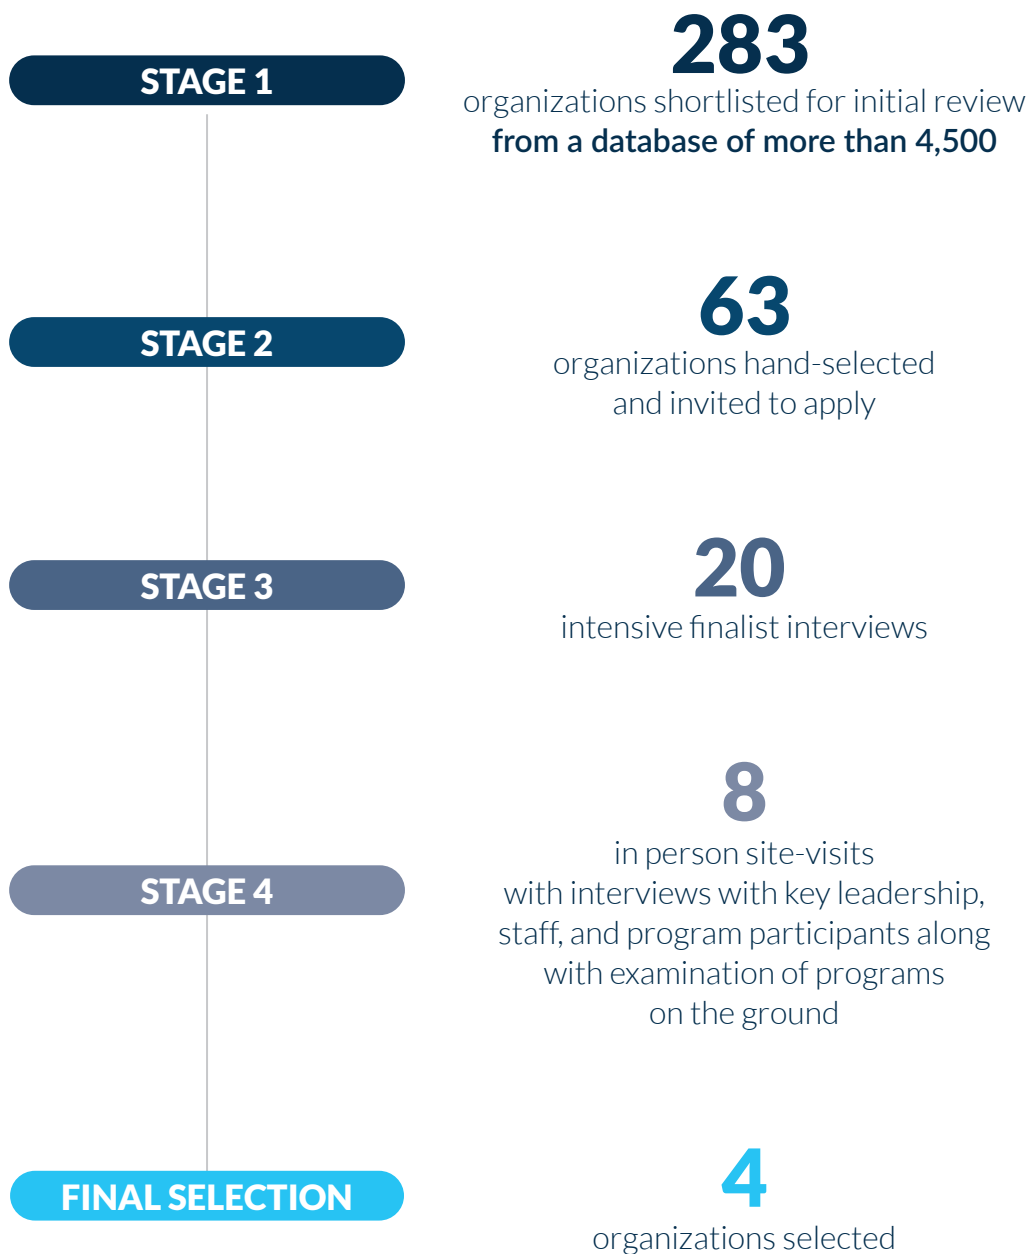 STAGE 1
283
organizations shortlisted for initial review
from a database of more than 4,500
STAGE 2
63
organizations hand-selected
and invited to apply
STAGE 3
20
intensive finalist interviews
STAGE 4
8
in person site-visits
with interviews with key leadership,
staff, and program participants along
with examination of programs
on the ground
FINAL SELECTION
4
organizations selected